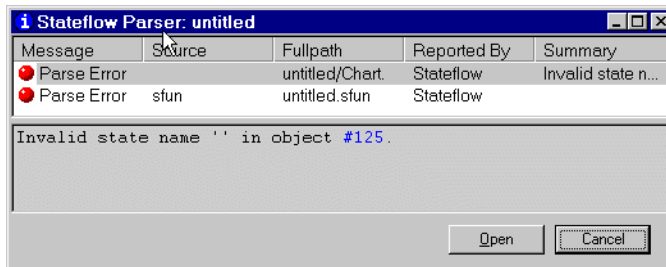 Stateflow Parser: untitled
Message Source Fullpath Reported By Summary
Parse Error untitled/Chart. Stateflow Invalid state n...
Parse Error sfun untitled.sfun Stateflow
Invalid state name '' in object #125.
Open Cancel